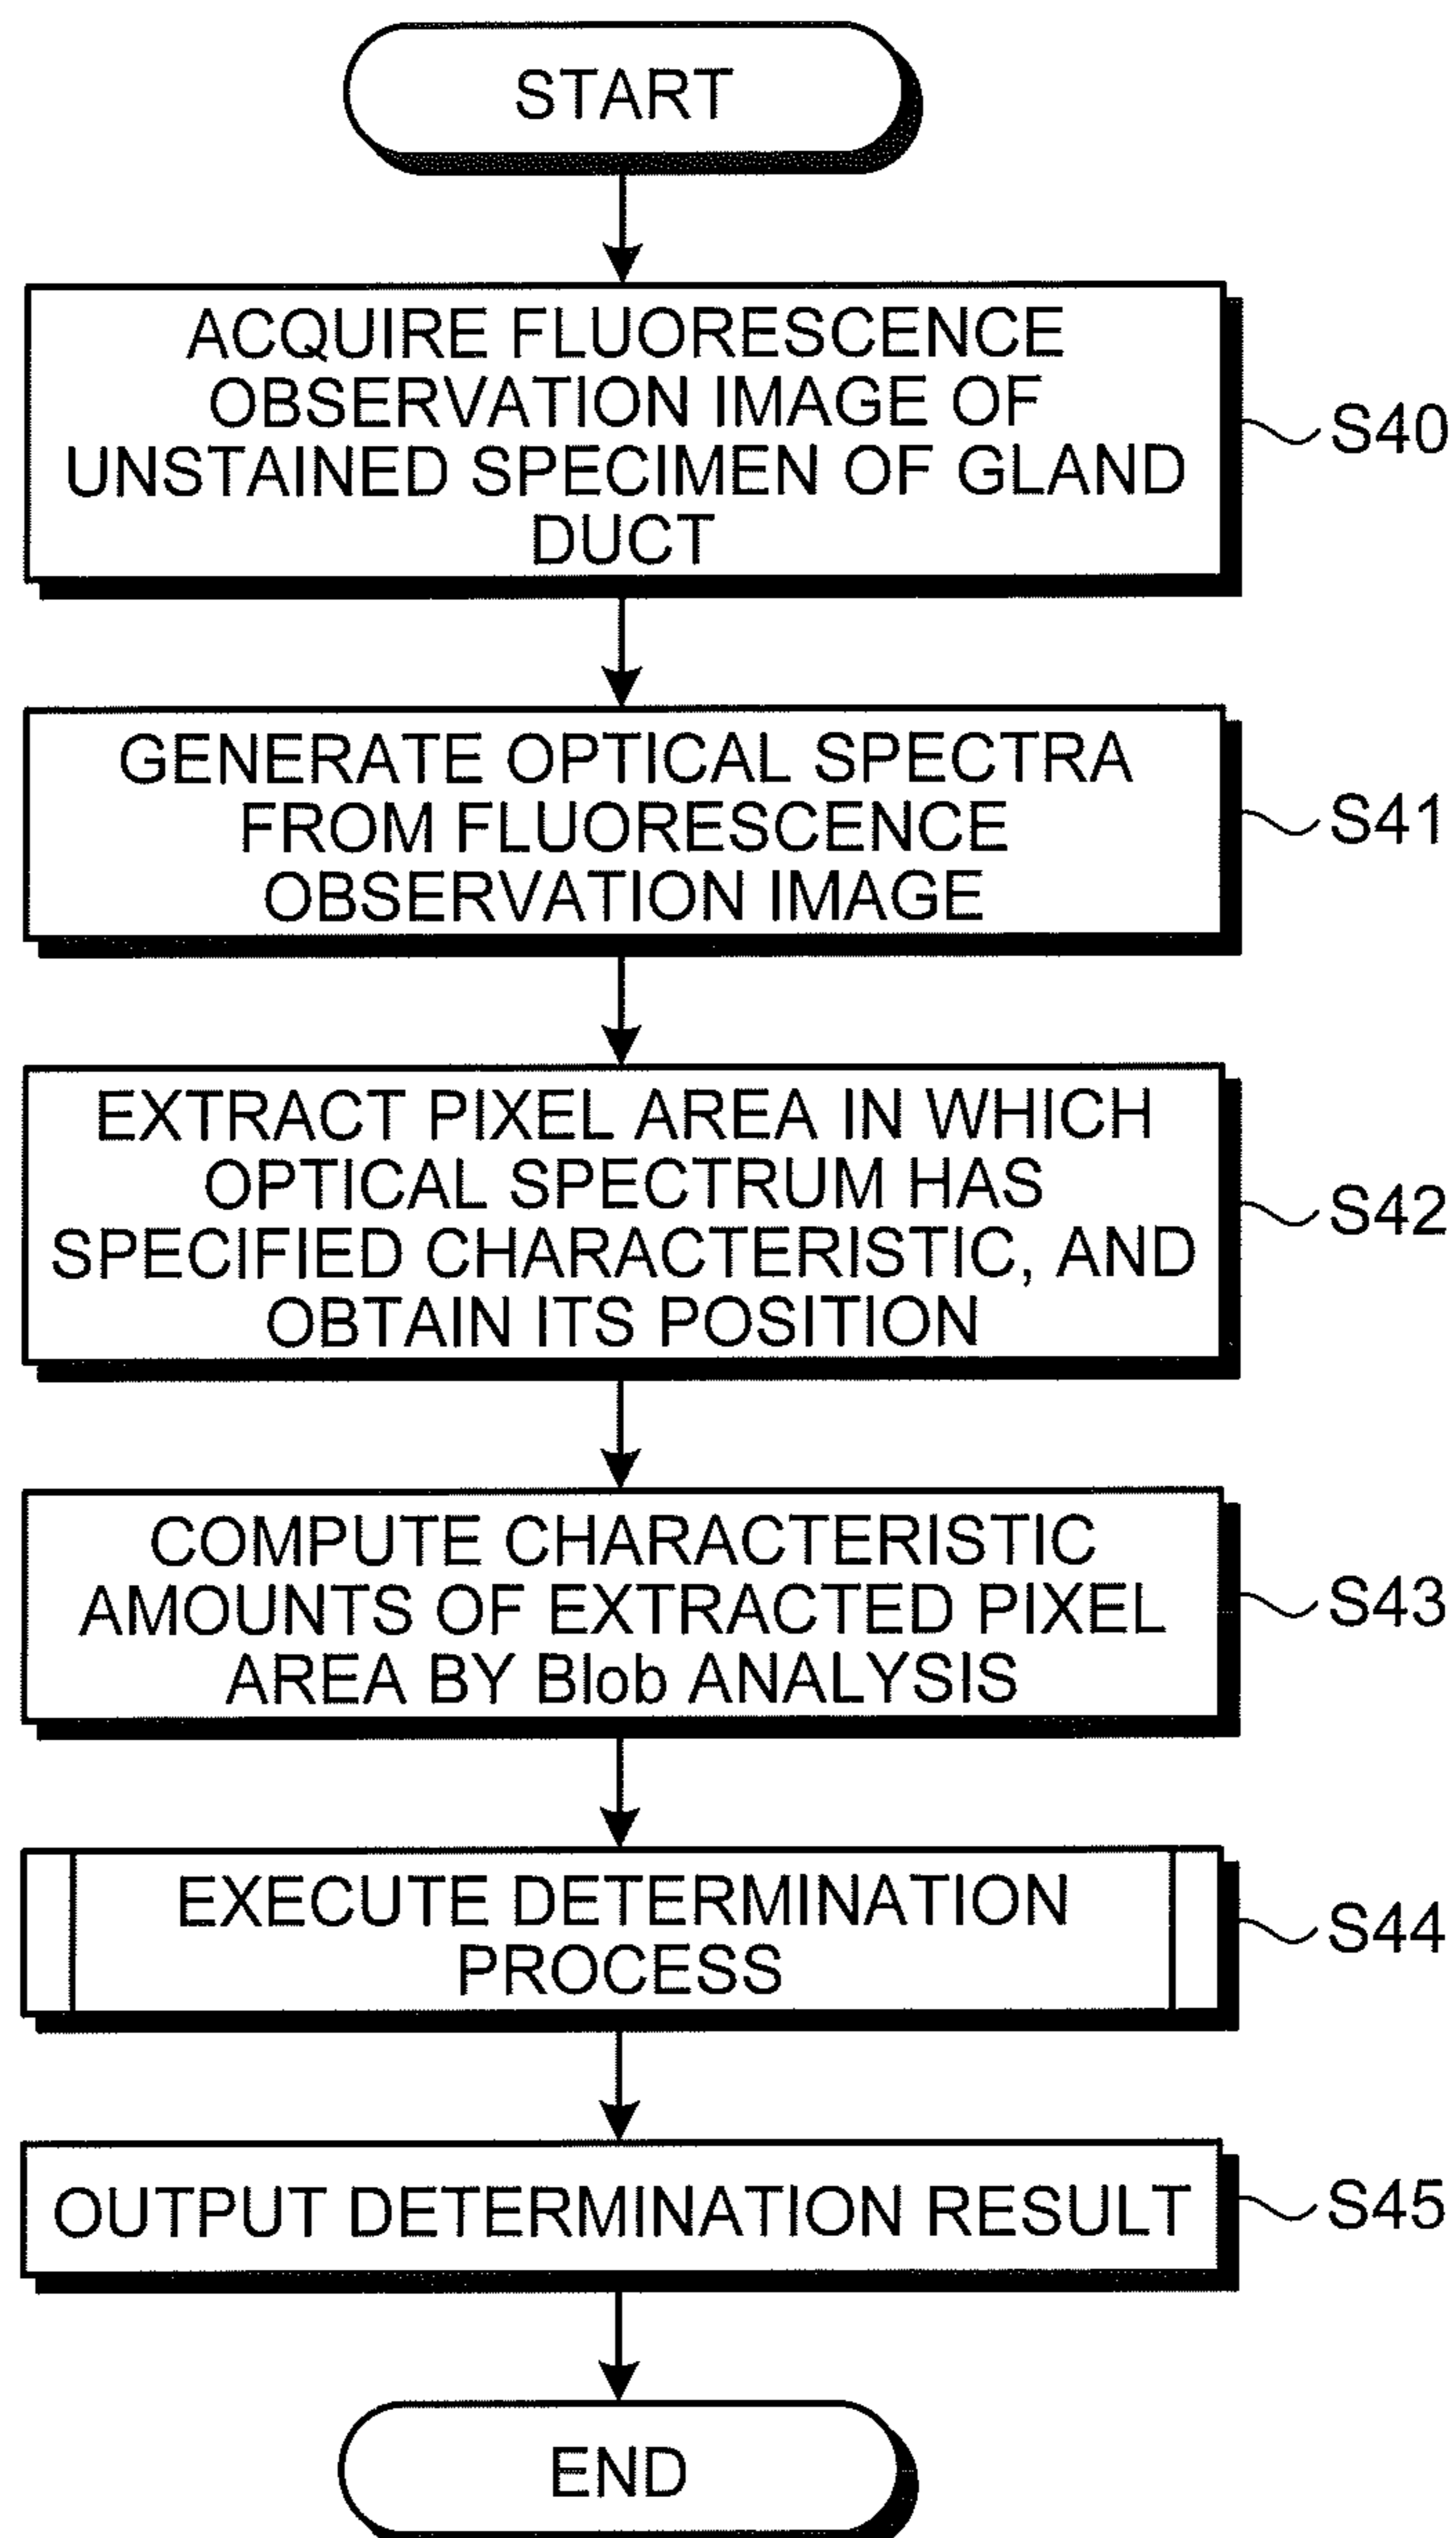 START
ACQUIRE FLUORESCENCE
OBSERVATION IMAGE OF
UNSTAINED SPECIMEN OF GLAND
DUCT
S40
GENERATE OPTICAL SPECTRA
FROM FLUORESCENCE
OBSERVATION IMAGE
S41
EXTRACT PIXEL AREA IN WHICH
OPTICAL SPECTRUM HAS
SPECIFIED CHARACTERISTIC, AND
OBTAIN ITS POSITION
S42
COMPUTE CHARACTERISTIC
AMOUNTS OF EXTRACTED PIXEL
AREA BY Blob ANALYSIS
S43
EXECUTE DETERMINATION
PROCESS
S44
OUTPUT DETERMINATION RESULT
S45
END